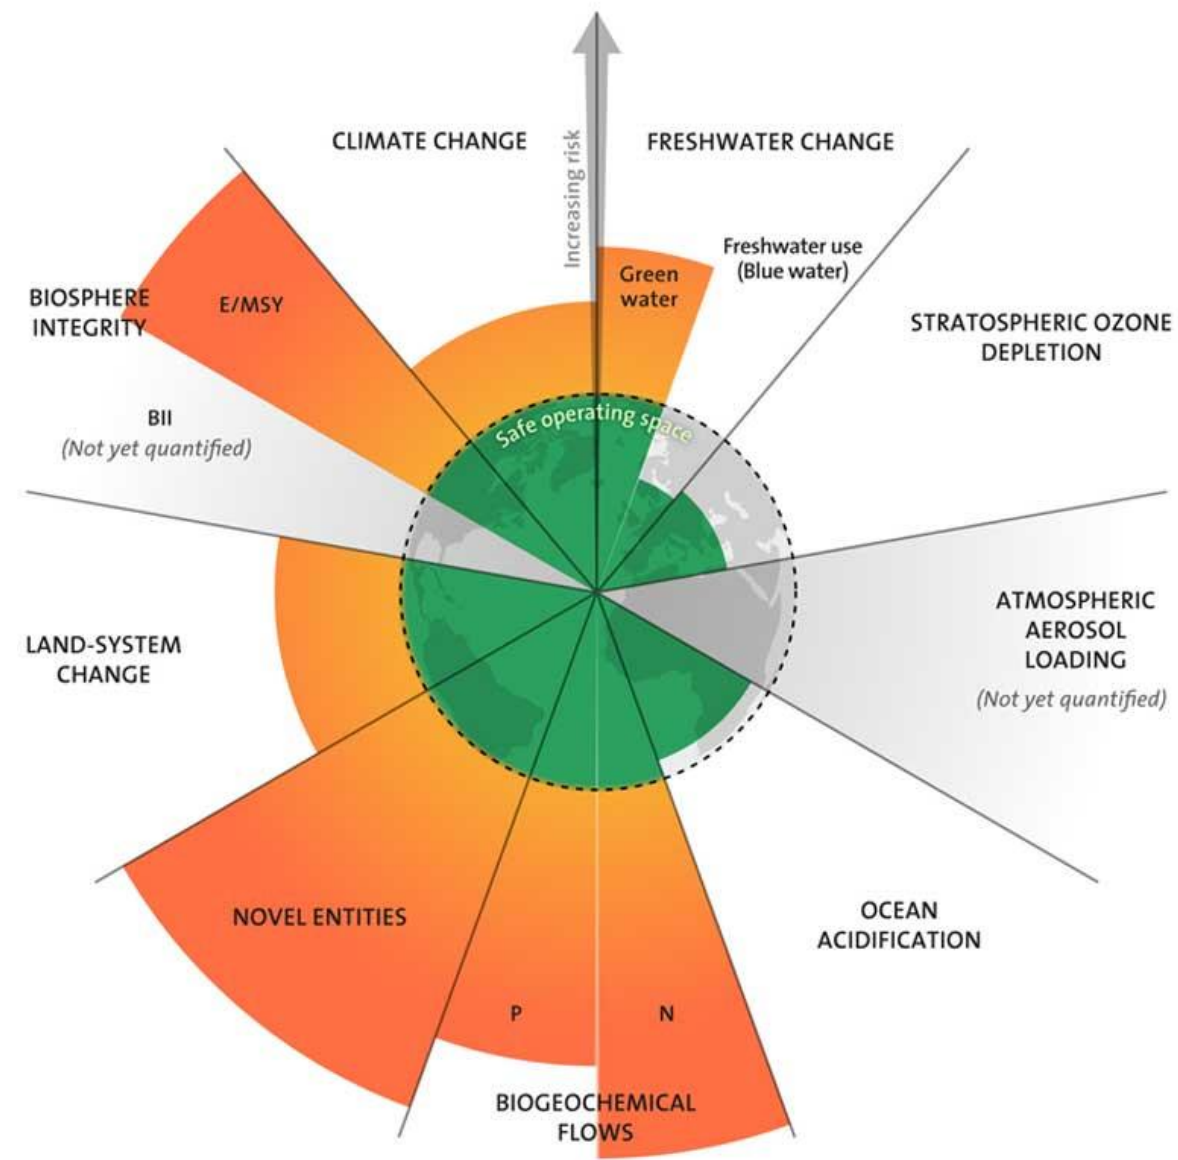 CLIMATE CHANGE
FRESHWATER CHANGE
Increasing risk
Freshwater use
(Blue water)
Green
water
BIOSPHERE
INTEGRITY
E/MSY
STRATOSPHERIC OZONE
DEPLETION
BII
(Not yet quantified)
Safe operating space
ATMOSPHERIC
AEROSOL
LOADING
(Not yet quantified)
LAND-SYSTEM
CHANGE
NOVEL ENTITIES
OCEAN
ACIDIFICATION
P
N
BIOGEOCHEMICAL
FLOWS